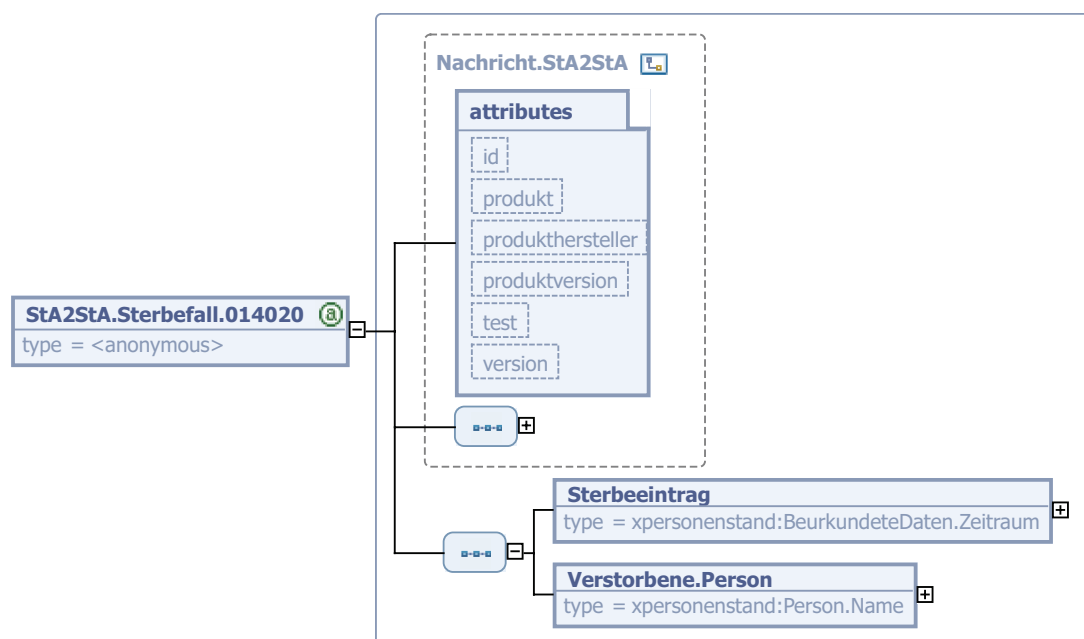 Nachricht.StA2StA
attributes
id
produkt
produkthersteller
produktversion
test
version
StA2StA.Sterbefall.014020 a
type = <anonymous>
Sterbeeintrag
type = xpersonenstand:BeurkundeteDaten.Zeitraum
Verstorbene.Person
type = xpersonenstand:Person.Name